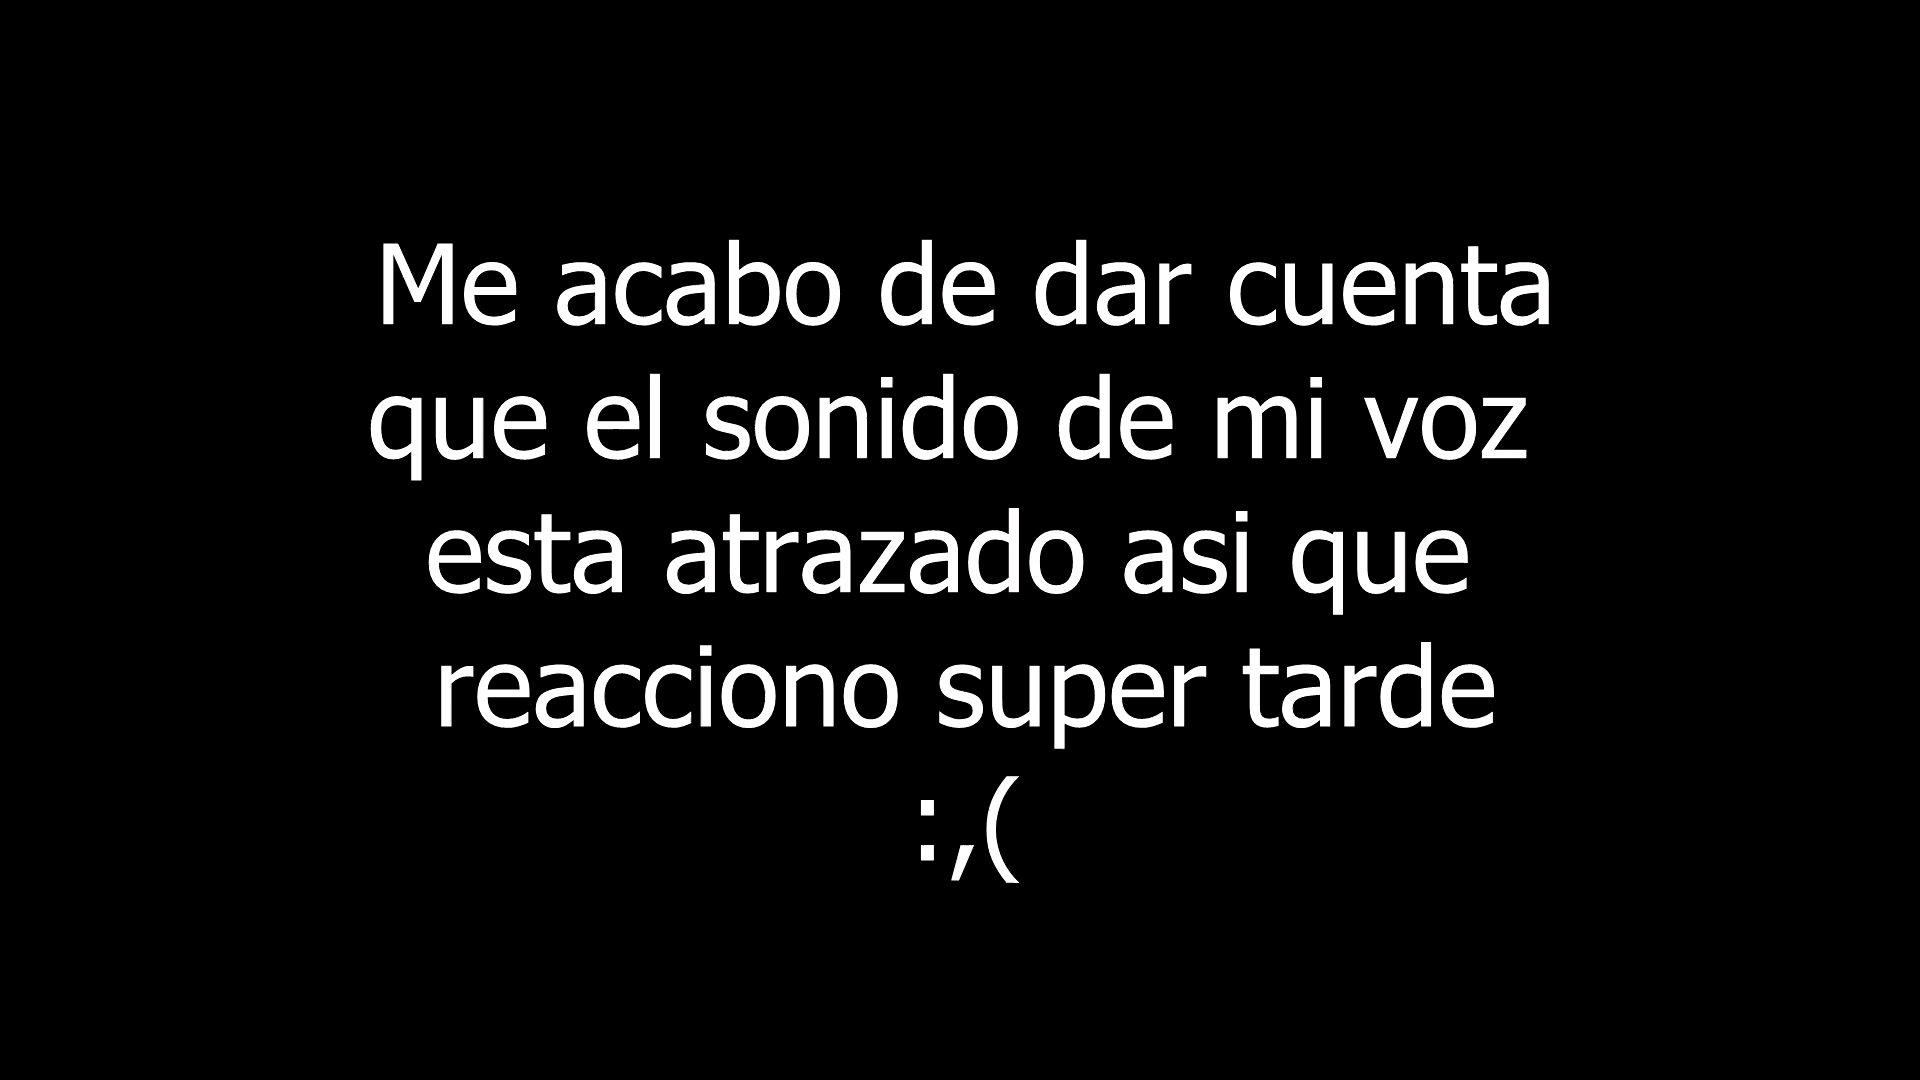 Me acabo de dar cuenta
que el sonido de mi voz
esta atrazado asi que
reacciono super tarde
:,(